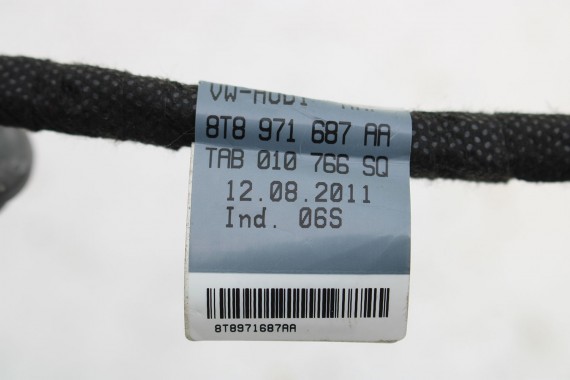 VW-AUDI
8T8 971 687 AA
TAB 010 766 SQ
12.08.2011
Ind. 06S
8T8971687AA